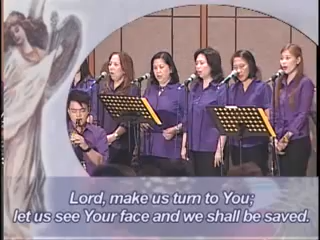 Lord, make us turn to You;
let us see Your face and we shall be saved.